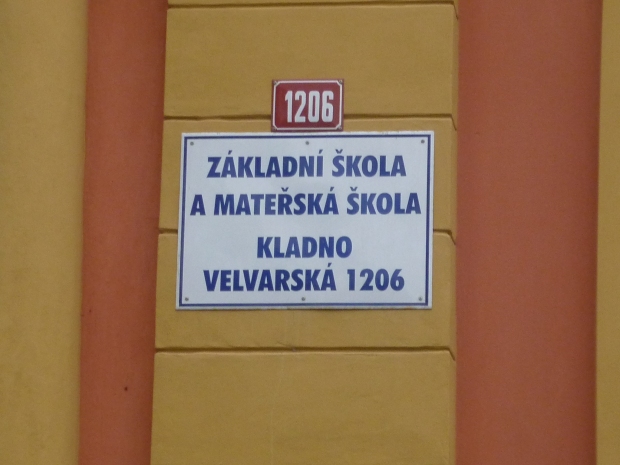 1206
ZÁKLADNÍ ŠKOLA
A MATEŘSKÁ ŠKOLA
KLADNO
VELVARSKÁ 1206